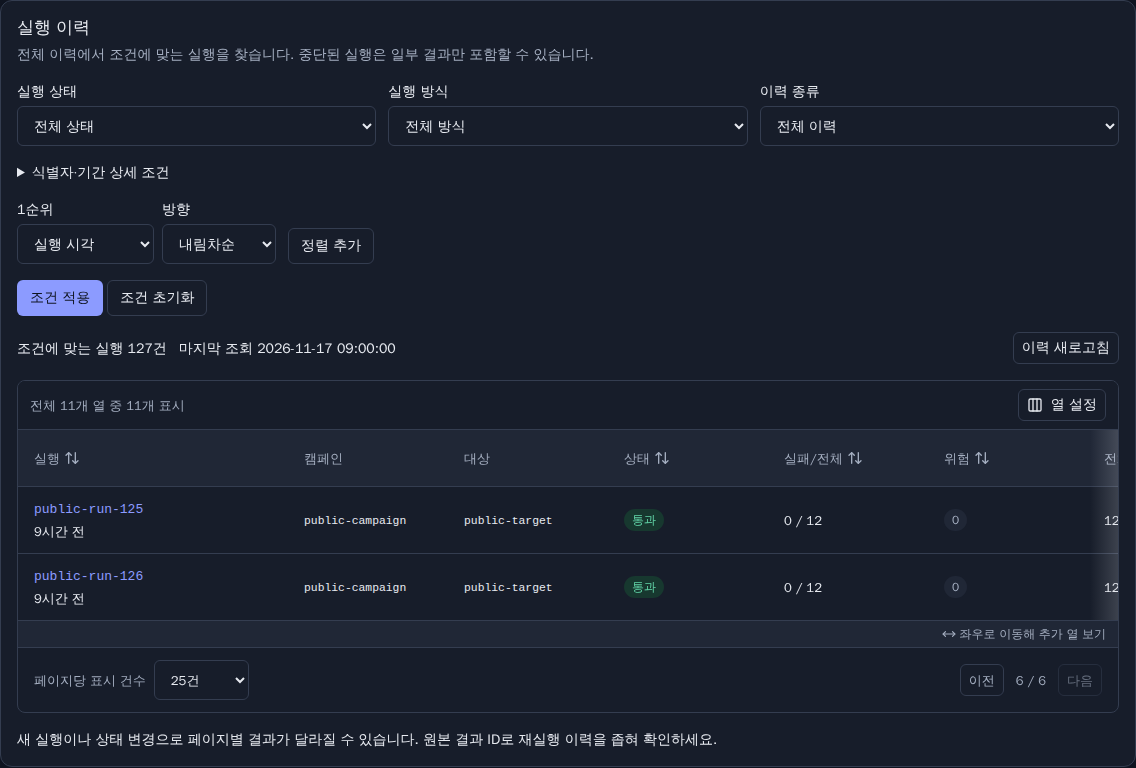 실행 이력
전체 이력에서 조건에 맞는 실행을 찾습니다. 중단된 실행은 일부 결과만 포함할 수 있습니다.
실행 상태 실행 방식 이력 종류
전체 상태 전체 방식 전체 이력
▶ 식별자·기간 상세 조건
1순위 방향
실행 시각 내림차순 정렬 추가
조건 적용 조건 초기화
조건에 맞는 실행 127건 마지막 조회 2026-11-17 09:00:00 이력 새로고침
전체 11개 열 중 11개 표시 열 설정
실행 캠페인 대상 상태 실패/전체 위험 전
public-run-125
9시간 전 public-campaign public-target 통과 0 / 12 0 12
public-run-126
9시간 전 public-campaign public-target 통과 0 / 12 0 12
↔ 좌우로 이동해 추가 열 보기
페이지당 표시 건수 25건 이전 6 / 6 다음
새 실행이나 상태 변경으로 페이지별 결과가 달라질 수 있습니다. 원본 결과 ID로 재실행 이력을 좁혀 확인하세요.